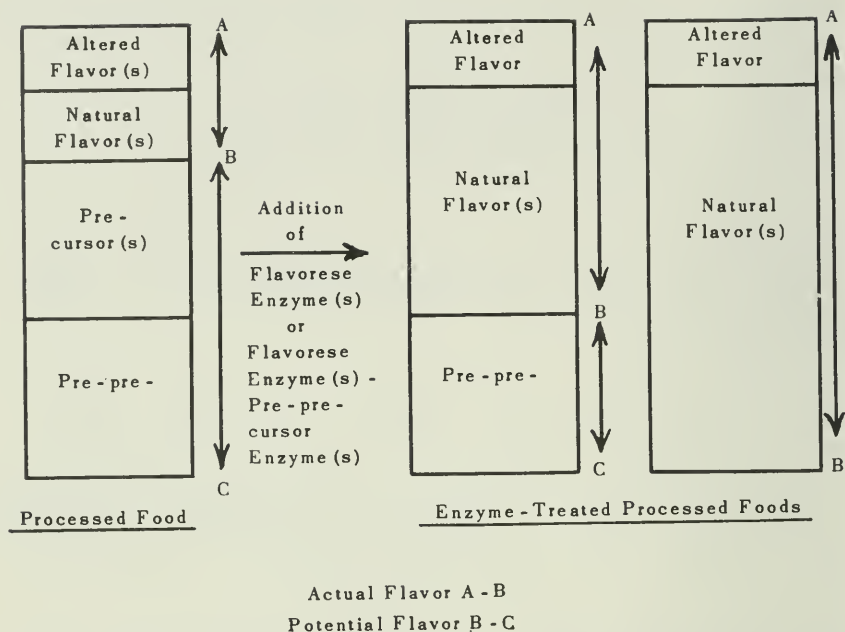 A
Altered
Flavor(s)
Natural
Flavor(s)
B
Pre -
cursor(s)
Pre-pre-
C
Processed Food
Addition
of
Flavorese
Enzyme(s)
or
Flavorese
Enzyme(s) -
Pre-pre-
cursor
Enzyme(s)
A
Altered
Flavor
Natural
Flavor(s)
B
Pre-pre-
C
A
Altered
Flavor
Natural
Flavor(s)
B
Enzyme-Treated Processed Foods
Actual Flavor A-B
Potential Flavor B-C